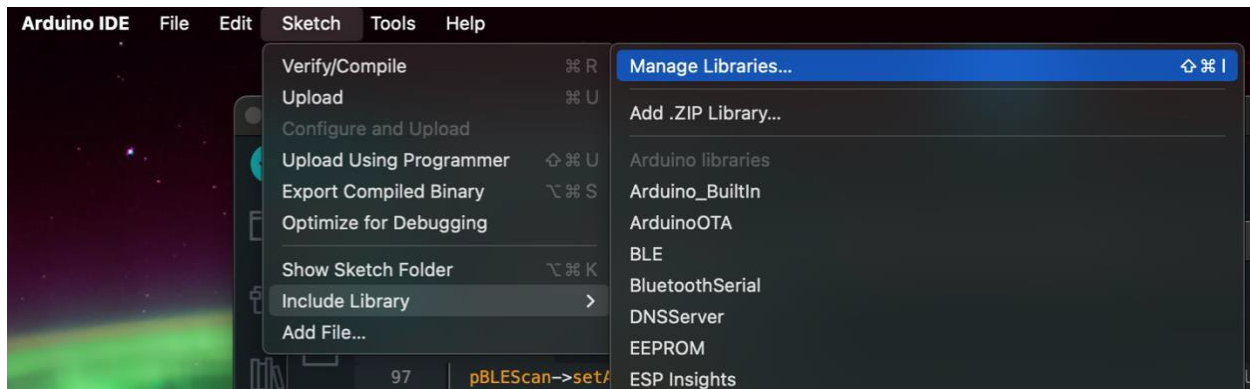 Arduino IDE File Edit Sketch Tools Help
Verify/Compile ⌘ R
Upload ⌘ U
Configure and Upload
Upload Using Programmer ⇧ ⌘ U
Export Compiled Binary ⌥ ⌘ S
Optimize for Debugging
Show Sketch Folder ⌥ ⌘ K
Include Library >
Add File...
Manage Libraries... ⇧ ⌘ I
Add .ZIP Library...
Arduino libraries
Arduino_BuiltIn
ArduinoOTA
BLE
BluetoothSerial
DNSServer
EEPROM
ESP Insights
97 pBLEScan->set